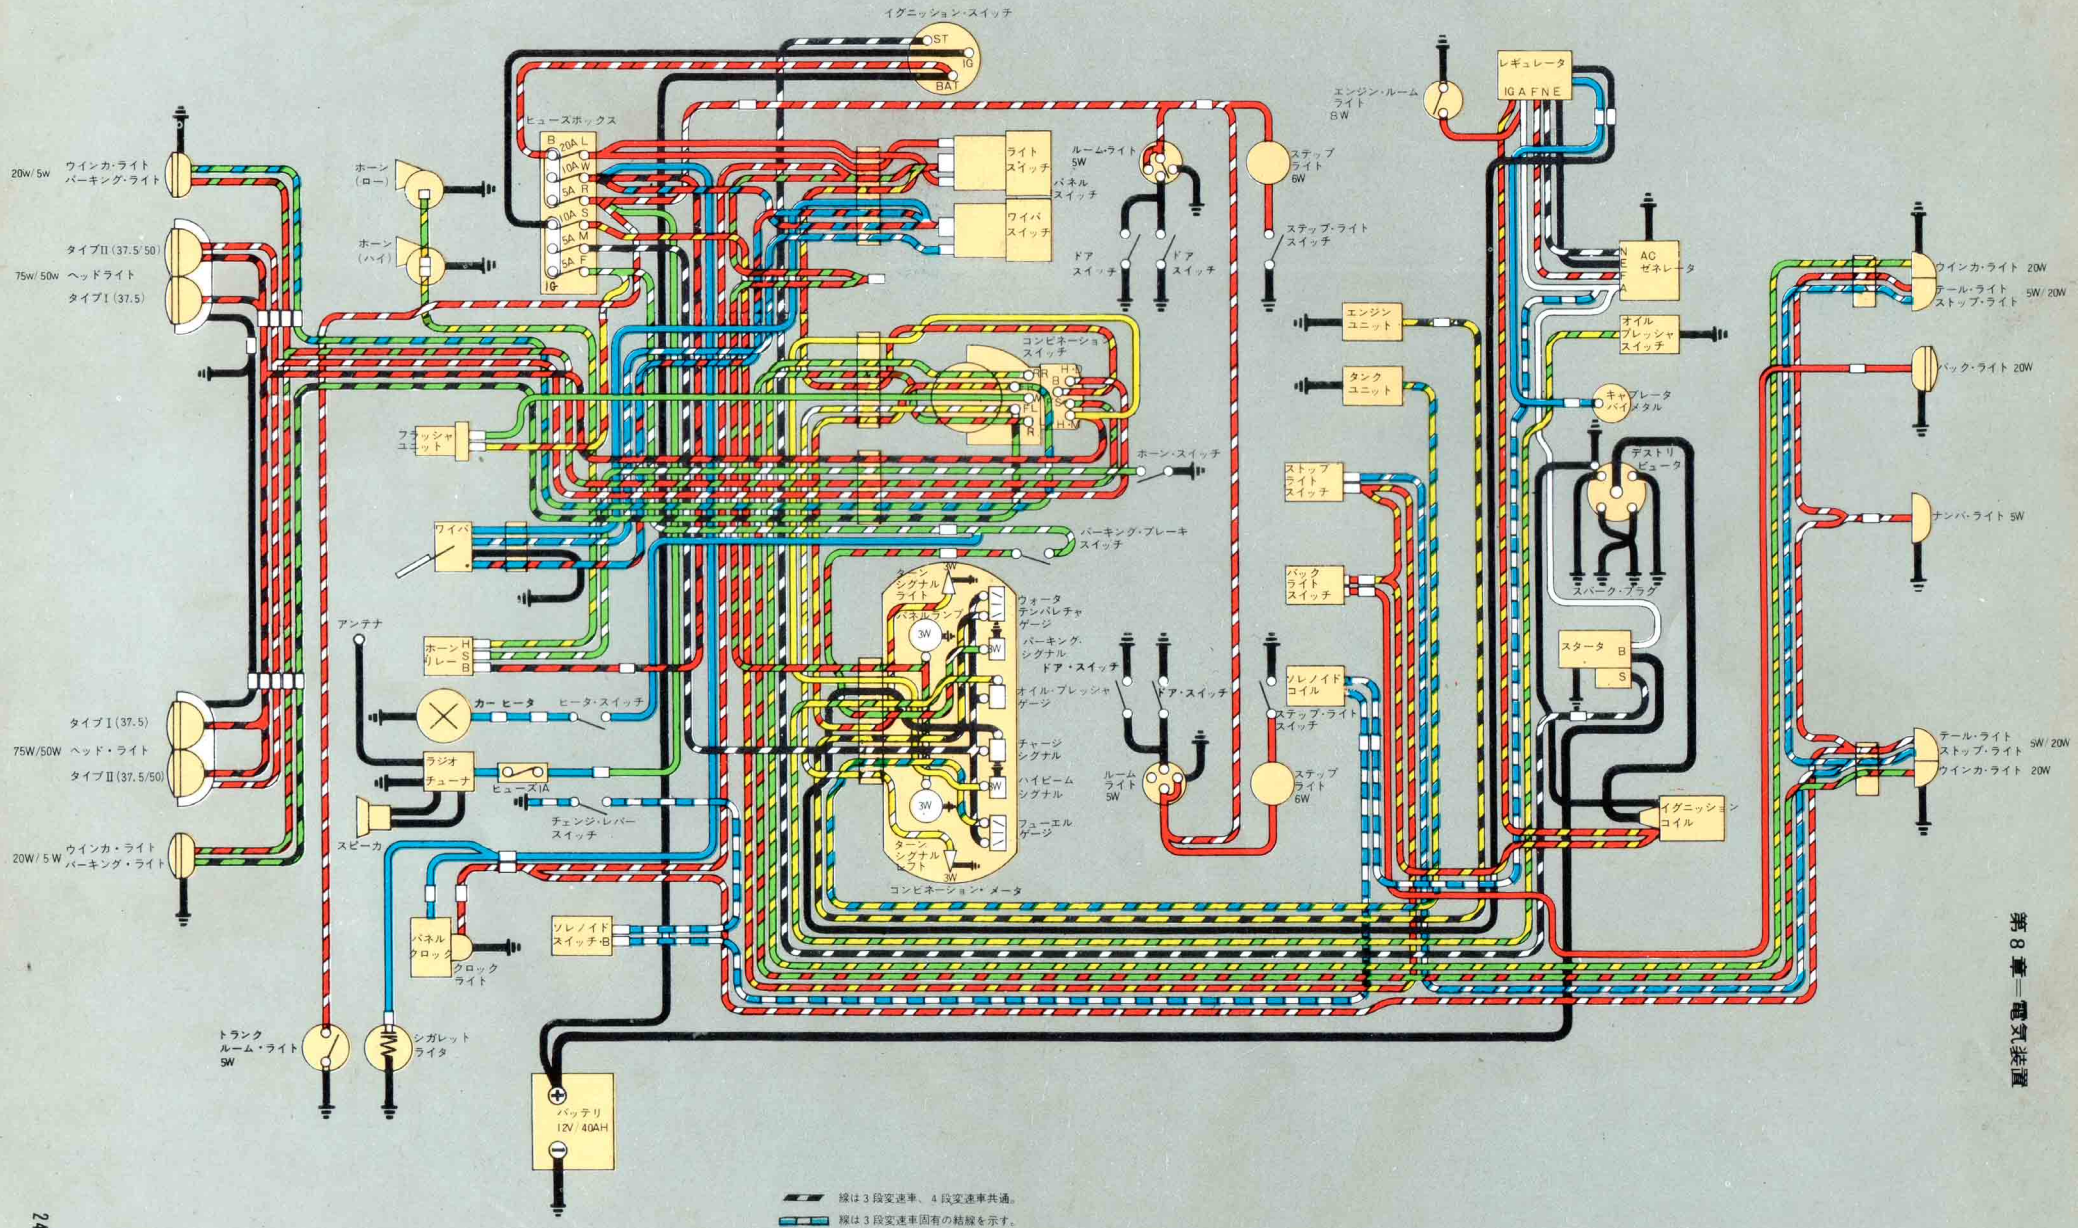 イグニッション・スイッチ
ST
IG
BAT
ヒューズボックス
B 20A L
10A W
5A R
10A S
5A M
5A F
IG
ウインカ・ライト
パーキング・ライト
20W/5W
タイプII (37.5/50)
75W/50W ヘッドライト
タイプI (37.5)
ホーン
(ロー)
ホーン
(ハイ)
ライト
スイッチ
パネル
スイッチ
ワイパ
スイッチ
ルーム・ライト
5W
ステップ
ライト
6W
ドア
スイッチ
ドア
スイッチ
ステップ・ライト
スイッチ
エンジン・ルーム
ライト
8W
レギュレータ
IG A F N E
N
E
F
A
AC
ゼネレータ
エンジン
ユニット
オイル
プレッシャ
スイッチ
タンク
ユニット
キャブレータ
バイメタル
ウインカ・ライト 20W
テール・ライト
ストップ・ライト
5W/20W
バック・ライト 20W
ナンバ・ライト 5W
コンビネーション
スイッチ
RR
H・B
B
W
S
FL
H・M
R
フラッシャ
ユニット
ホーン・スイッチ
ストップ
ライト
スイッチ
デストリ
ビュータ
スパーク・プラグ
ワイパ
パーキング・ブレーキ
スイッチ
バック
ライト
スイッチ
アンテナ
ホーン
リレー
H
S
B
スタータ
B
S
ターン
シグナル
ライト
3W
パネルランプ
3W
ウォータ
テンパレチャ
ゲージ
パーキング・
シグナル
3W
オイル・プレッシャ
ゲージ
チャージ
シグナル
ハイビーム
シグナル
3W
フューエル
ゲージ
3W
ターン
シグナル
レフト
3W
コンビネーション・メータ
ドア・スイッチ
ドア・スイッチ
ステップ・ライト
スイッチ
ルーム
ライト
5W
ステップ
ライト
6W
ソレノイド
コイル
カー ヒータ
ヒータ・スイッチ
タイプI (37.5)
75W/50W ヘッド・ライト
タイプII (37.5/50)
ラジオ
チューナ
ヒューズ1A
スピーカ
チェンジ・レバー
スイッチ
20W/5W
ウインカ・ライト
パーキング・ライト
テール・ライト
ストップ・ライト
5W/20W
ウインカ・ライト 20W
イグニッション
コイル
パネル
クロック
クロック
ライト
ソレノイド
スイッチ・B
トランク
ルーム・ライト
5W
シガレット
ライタ
バッテリ
12V/40AH
線は3段変速車、4段変速車共通。
線は3段変速車固有の結線を示す。
第8章=電気装置
24